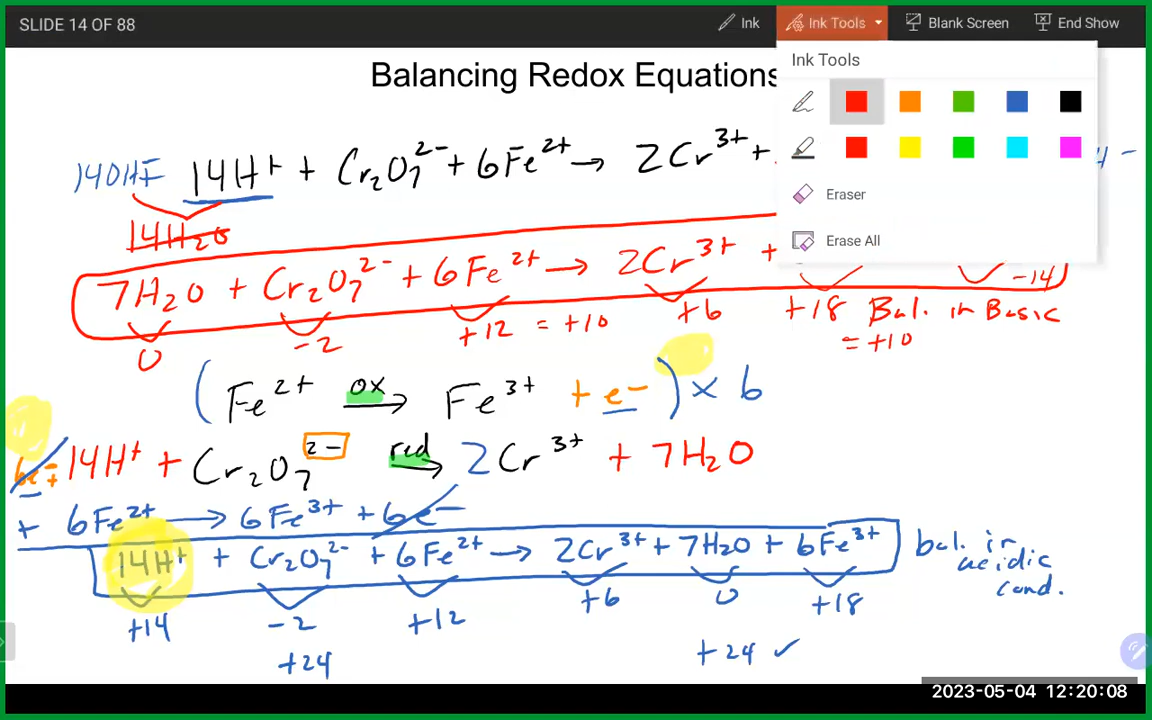 SLIDE 14 OF 88
Ink Ink Tools Blank Screen End Show
Ink Tools
Eraser
Erase All
Balancing Redox Equations
14OH⁻ 14H⁺ + Cr₂O₇²⁻ + 6Fe²⁺ → 2Cr³⁺ +
14H₂O
7H₂O + Cr₂O₇²⁻ + 6Fe²⁺ → 2Cr³⁺ +
0 -2 +12 = +10 +6 +18 -14 Bal. in Basic
= +10
(Fe²⁺ ox → Fe³⁺ + e⁻) × 6
6e⁻ + 14H⁺ + Cr₂O₇²⁻ red → 2Cr³⁺ + 7H₂O
+ 6Fe²⁺ → 6Fe³⁺ + 6e⁻
14H⁺ + Cr₂O₇²⁻ + 6Fe²⁺ → 2Cr³⁺ + 7H₂O + 6Fe³⁺ bal. in
acidic
cond.
+14 -2 +12 +6 0 +18
+24 +24 ✓
2023-05-04 12:20:08